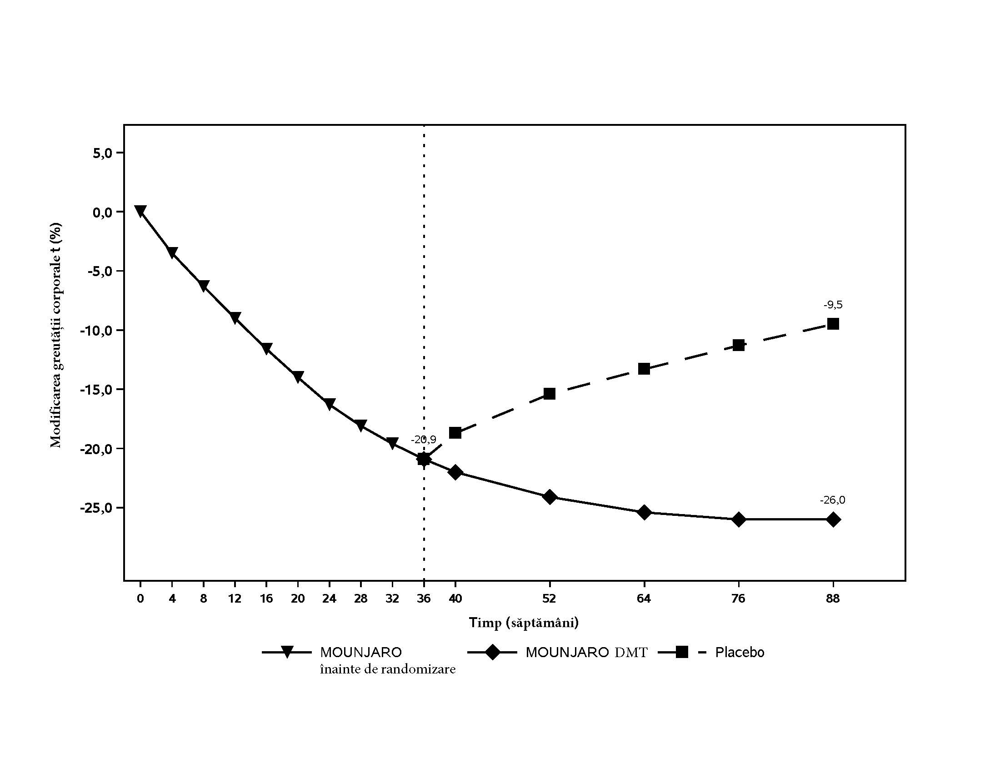 5,0
0,0
-5,0
-10,0
-15,0
-20,0
-25,0
Modificarea greutății corporale t (%)
-9,5
-20,9
-26,0
0 4 8 12 16 20 24 28 32 36 40 52 64 76 88
Timp (săptămâni)
MOUNJARO MOUNJARO DMT Placebo
înainte de randomizare